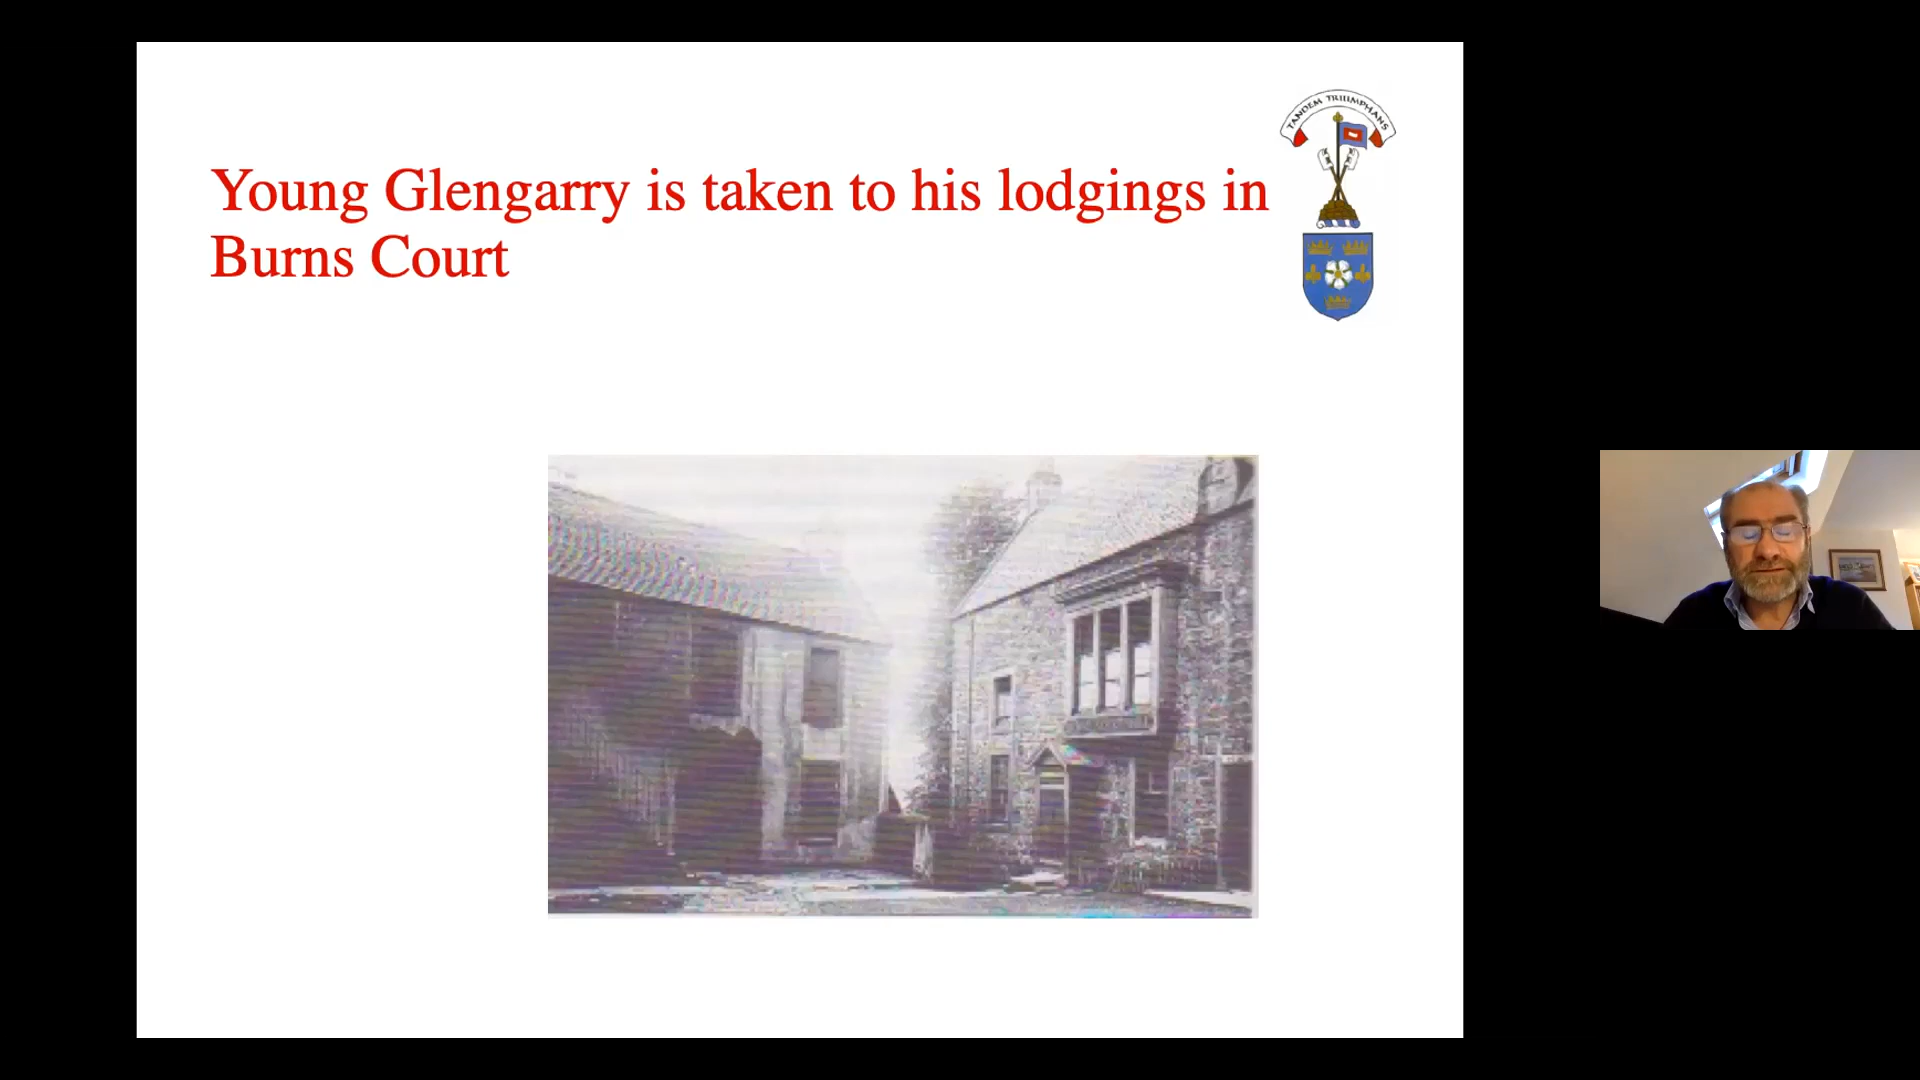 TANDEM TRIUMPHANS
Young Glengarry is taken to his lodgings in
Burns Court